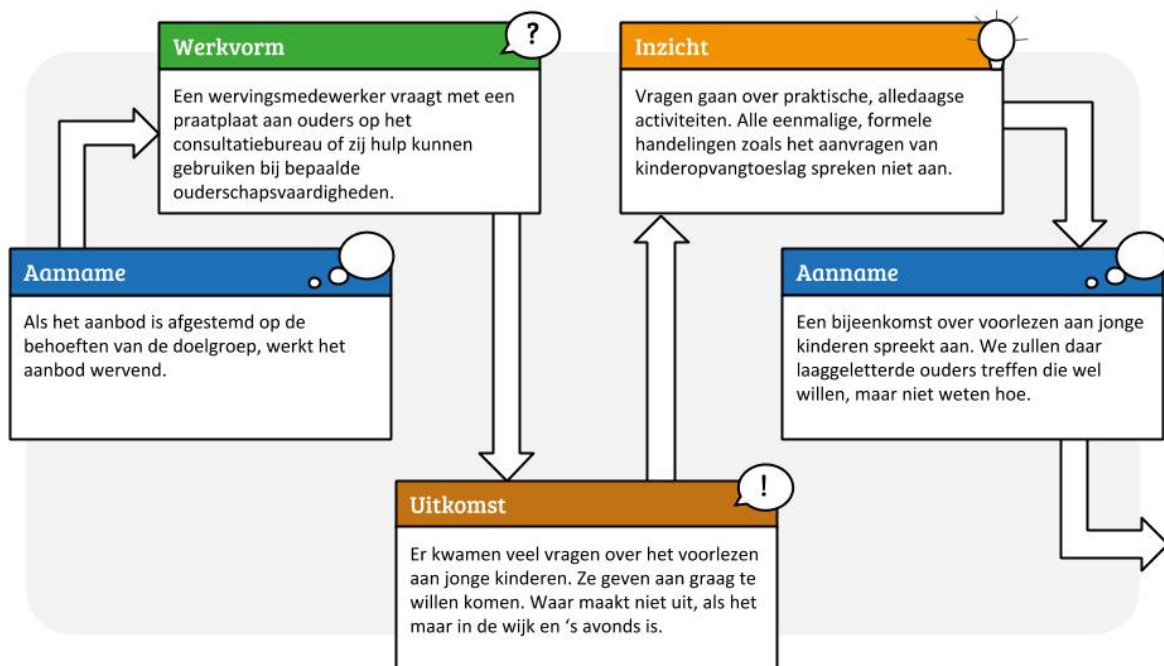 Aanname
Als het aanbod is afgestemd op de
behoeften van de doelgroep, werkt het
aanbod wervend.
Werkvorm
?
Een wervingsmedewerker vraagt met een
praatplaat aan ouders op het
consultatiebureau of zij hulp kunnen
gebruiken bij bepaalde
ouderschapsvaardigheden.
Uitkomst
!
Er kwamen veel vragen over het voorlezen
aan jonge kinderen. Ze geven aan graag te
willen komen. Waar maakt niet uit, als het
maar in de wijk en ‘s avonds is.
Inzicht
Vragen gaan over praktische, alledaagse
activiteiten. Alle eenmalige, formele
handelingen zoals het aanvragen van
kinderopvangtoeslag spreken niet aan.
Aanname
Een bijeenkomst over voorlezen aan jonge
kinderen spreekt aan. We zullen daar
laaggeletterde ouders treffen die wel
willen, maar niet weten hoe.